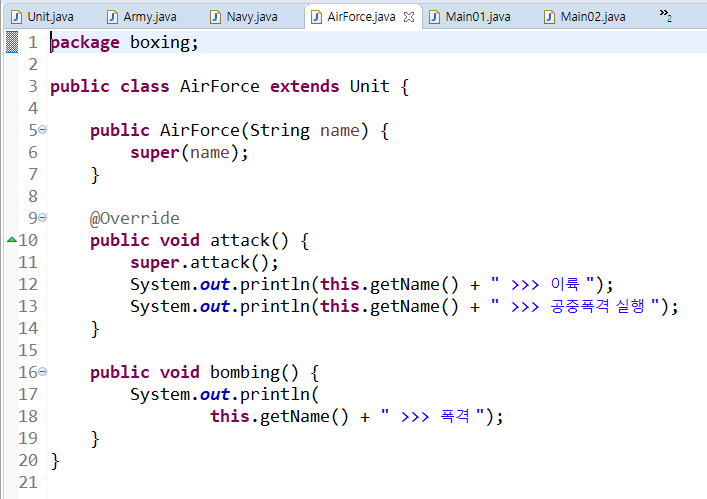 Unit.java Army.java Navy.java AirForce.java Main01.java Main02.java »2
1 package boxing;
2
3 public class AirForce extends Unit {
4
5 public AirForce(String name) {
6 super(name);
7 }
8
9 @Override
10 public void attack() {
11 super.attack();
12 System.out.println(this.getName() + " >>> 이륙 ");
13 System.out.println(this.getName() + " >>> 공중폭격 실행 ");
14 }
15
16 public void bombing() {
17 System.out.println(
18 this.getName() + " >>> 폭격 ");
19 }
20 }
21